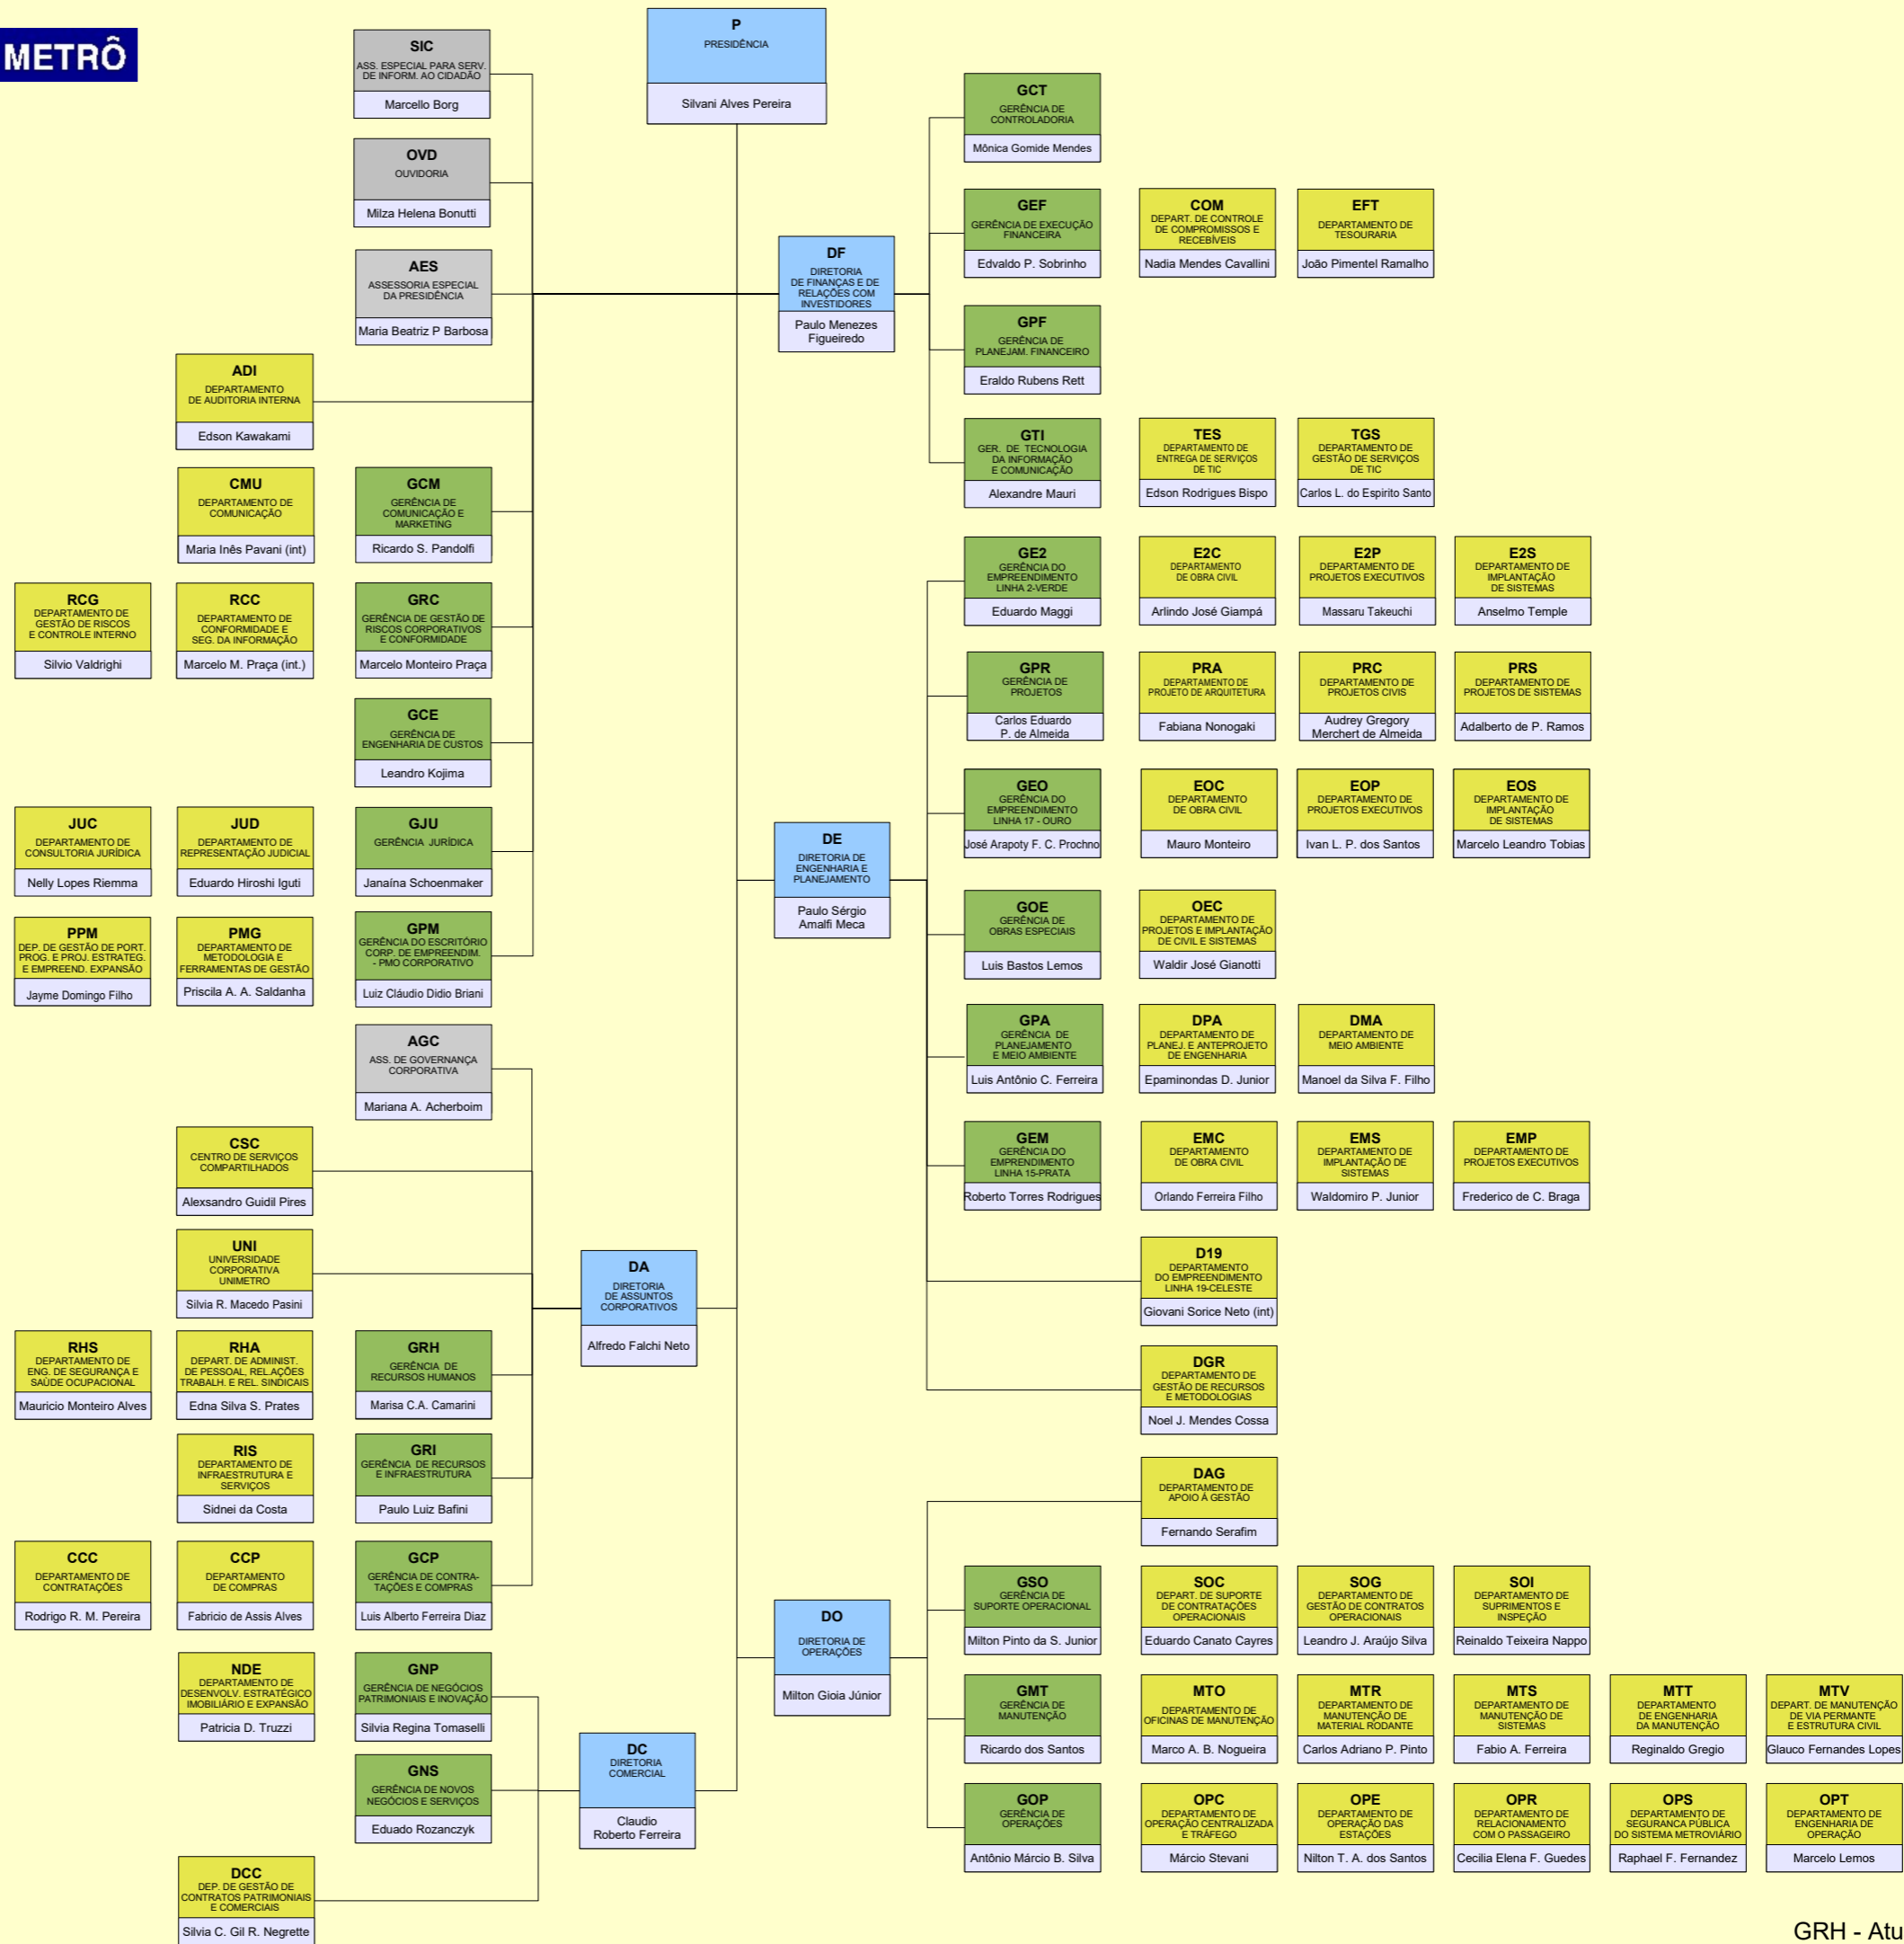 METRÔ
P
PRESIDÊNCIA
Silvani Alves Pereira
SIC
ASS. ESPECIAL PARA SERV.
DE INFORM. AO CIDADÃO
Marcello Borg
OVD
OUVIDORIA
Milza Helena Bonutti
AES
ASSESSORIA ESPECIAL
DA PRESIDÊNCIA
Maria Beatriz P Barbosa
ADI
DEPARTAMENTO
DE AUDITORIA INTERNA
Edson Kawakami
CMU
DEPARTAMENTO DE
COMUNICAÇÃO
Maria Inês Pavani (int)
GCM
GERÊNCIA DE
COMUNICAÇÃO E
MARKETING
Ricardo S. Pandolfi
RCG
DEPARTAMENTO DE
GESTÃO DE RISCOS
E CONTROLE INTERNO
Silvio Valdrighi
RCC
DEPARTAMENTO DE
CONFORMIDADE E
SEG. DA INFORMAÇÃO
Marcelo M. Praça (int.)
GRC
GERÊNCIA DE GESTÃO DE
RISCOS CORPORATIVOS
E CONFORMIDADE
Marcelo Monteiro Praça
GCE
GERÊNCIA DE
ENGENHARIA DE CUSTOS
Leandro Kojima
JUC
DEPARTAMENTO DE
CONSULTORIA JURÍDICA
Nelly Lopes Riemma
JUD
DEPARTAMENTO DE
REPRESENTAÇÃO JUDICIAL
Eduardo Hiroshi Iguti
GJU
GERÊNCIA JURÍDICA
Janaína Schoenmaker
PPM
DEP. DE GESTÃO DE PORT.
PROG. E PROJ. ESTRATEG.
E EMPREEND. EXPANSÃO
Jayme Domingo Filho
PMG
DEPARTAMENTO DE
METODOLOGIA E
FERRAMENTAS DE GESTÃO
Priscila A. A. Saldanha
GPM
GERÊNCIA DO ESCRITÓRIO
CORP. DE EMPREENDIM.
- PMO CORPORATIVO
Luiz Cláudio Didio Briani
AGC
ASS. DE GOVERNANÇA
CORPORATIVA
Mariana A. Acherboim
CSC
CENTRO DE SERVIÇOS
COMPARTILHADOS
Alexsandro Guidil Pires
UNI
UNIVERSIDADE
CORPORATIVA
UNIMETRO
Silvia R. Macedo Pasini
DA
DIRETORIA
DE ASSUNTOS
CORPORATIVOS
Alfredo Falchi Neto
RHS
DEPARTAMENTO DE
ENG. DE SEGURANÇA E
SAÚDE OCUPACIONAL
Mauricio Monteiro Alves
RHA
DEPART. DE ADMINIST.
DE PESSOAL, REL.AÇÕES
TRABALH. E REL. SINDICAIS
Edna Silva S. Prates
GRH
GERÊNCIA DE
RECURSOS HUMANOS
Marisa C.A. Camarini
RIS
DEPARTAMENTO DE
INFRAESTRUTURA E
SERVIÇOS
Sidnei da Costa
GRI
GERÊNCIA DE RECURSOS
E INFRAESTRUTURA
Paulo Luiz Bafini
CCC
DEPARTAMENTO DE
CONTRATAÇÕES
Rodrigo R. M. Pereira
CCP
DEPARTAMENTO
DE COMPRAS
Fabricio de Assis Alves
GCP
GERÊNCIA DE CONTRA-
TAÇÕES E COMPRAS
Luis Alberto Ferreira Diaz
NDE
DEPARTAMENTO DE
DESENVOLV. ESTRATÉGICO
IMOBILIÁRIO E EXPANSÃO
Patricia D. Truzzi
GNP
GERÊNCIA DE NEGÓCIOS
PATRIMONIAIS E INOVAÇÃO
Silvia Regina Tomaselli
GNS
GERÊNCIA DE NOVOS
NEGÓCIOS E SERVIÇOS
Eduado Rozanczyk
DC
DIRETORIA
COMERCIAL
Claudio
Roberto Ferreira
DCC
DEP. DE GESTÃO DE
CONTRATOS PATRIMONIAIS
E COMERCIAIS
Silvia C. Gil R. Negrette
DF
DIRETORIA
DE FINANÇAS E DE
RELAÇÕES COM
INVESTIDORES
Paulo Menezes
Figueiredo
GCT
GERÊNCIA DE
CONTROLADORIA
Mônica Gomide Mendes
GEF
GERÊNCIA DE EXECUÇÃO
FINANCEIRA
Edvaldo P. Sobrinho
COM
DEPART. DE CONTROLE
DE COMPROMISSOS E
RECEBÍVEIS
Nadia Mendes Cavallini
EFT
DEPARTAMENTO DE
TESOURARIA
João Pimentel Ramalho
GPF
GERÊNCIA DE
PLANEJAM. FINANCEIRO
Eraldo Rubens Rett
GTI
GER. DE TECNOLOGIA
DA INFORMAÇÃO
E COMUNICAÇÃO
Alexandre Mauri
TES
DEPARTAMENTO DE
ENTREGA DE SERVIÇOS
DE TIC
Edson Rodrigues Bispo
TGS
DEPARTAMENTO DE
GESTÃO DE SERVIÇOS
DE TIC
Carlos L. do Espirito Santo
DE
DIRETORIA DE
ENGENHARIA E
PLANEJAMENTO
Paulo Sérgio
Amalfi Meca
GE2
GERÊNCIA DO
EMPREENDIMENTO
LINHA 2-VERDE
Eduardo Maggi
E2C
DEPARTAMENTO
DE OBRA CIVIL
Arlindo José Giampá
E2P
DEPARTAMENTO DE
PROJETOS EXECUTIVOS
Massaru Takeuchi
E2S
DEPARTAMENTO DE
IMPLANTAÇÃO
DE SISTEMAS
Anselmo Temple
GPR
GERÊNCIA DE
PROJETOS
Carlos Eduardo
P. de Almeida
PRA
DEPARTAMENTO DE
PROJETO DE ARQUITETURA
Fabiana Nonogaki
PRC
DEPARTAMENTO DE
PROJETOS CIVIS
Audrey Gregory
Merchert de Almeida
PRS
DEPARTAMENTO DE
PROJETOS DE SISTEMAS
Adalberto de P. Ramos
GEO
GERÊNCIA DO
EMPREENDIMENTO
LINHA 17 - OURO
José Arapoty F. C. Prochno
EOC
DEPARTAMENTO
DE OBRA CIVIL
Mauro Monteiro
EOP
DEPARTAMENTO DE
PROJETOS EXECUTIVOS
Ivan L. P. dos Santos
EOS
DEPARTAMENTO DE
IMPLANTAÇÃO
DE SISTEMAS
Marcelo Leandro Tobias
GOE
GERÊNCIA DE
OBRAS ESPECIAIS
Luis Bastos Lemos
OEC
DEPARTAMENTO DE
PROJETOS E IMPLANTAÇÃO
DE CIVIL E SISTEMAS
Waldir José Gianotti
GPA
GERÊNCIA DE
PLANEJAMENTO
E MEIO AMBIENTE
Luis Antônio C. Ferreira
DPA
DEPARTAMENTO DE
PLANEJ. E ANTEPROJETO
DE ENGENHARIA
Epaminondas D. Junior
DMA
DEPARTAMENTO DE
MEIO AMBIENTE
Manoel da Silva F. Filho
GEM
GERÊNCIA DO
EMPRENDIMENTO
LINHA 15-PRATA
Roberto Torres Rodrigues
EMC
DEPARTAMENTO
DE OBRA CIVIL
Orlando Ferreira Filho
EMS
DEPARTAMENTO DE
IMPLANTAÇÃO DE
SISTEMAS
Waldomiro P. Junior
EMP
DEPARTAMENTO DE
PROJETOS EXECUTIVOS
Frederico de C. Braga
D19
DEPARTAMENTO
DO EMPREENDIMENTO
LINHA 19-CELESTE
Giovani Sorice Neto (int)
DGR
DEPARTAMENTO DE
GESTÃO DE RECURSOS
E METODOLOGIAS
Noel J. Mendes Cossa
DAG
DEPARTAMENTO DE
APOIO Á GESTÃO
Fernando Serafim
DO
DIRETORIA DE
OPERAÇÕES
Milton Gioia Júnior
GSO
GERÊNCIA DE
SUPORTE OPERACIONAL
Milton Pinto da S. Junior
SOC
DEPART. DE SUPORTE
DE CONTRATAÇÕES
OPERACIONAIS
Eduardo Canato Cayres
SOG
DEPARTAMENTO DE
GESTÃO DE CONTRATOS
OPERACIONAIS
Leandro J. Araújo Silva
SOI
DEPARTAMENTO DE
SUPRIMENTOS E
INSPEÇÃO
Reinaldo Teixeira Nappo
GMT
GERÊNCIA DE
MANUTENÇÃO
Ricardo dos Santos
MTO
DEPARTAMENTO DE
OFICINAS DE MANUTENÇÃO
Marco A. B. Nogueira
MTR
DEPARTAMENTO DE
MANUTENÇÃO DE
MATERIAL RODANTE
Carlos Adriano P. Pinto
MTS
DEPARTAMENTO DE
MANUTENÇÃO DE
SISTEMAS
Fabio A. Ferreira
MTT
DEPARTAMENTO
DE ENGENHARIA
DA MANUTENÇÃO
Reginaldo Gregio
MTV
DEPART. DE MANUTENÇÃO
DE VIA PERMANTE
E ESTRUTURA CIVIL
Glauco Fernandes Lopes
GOP
GERÊNCIA DE
OPERAÇÕES
Antônio Márcio B. Silva
OPC
DEPARTAMENTO DE
OPERAÇÃO CENTRALIZADA
E TRÁFEGO
Márcio Stevani
OPE
DEPARTAMENTO DE
OPERAÇÃO DAS
ESTAÇÕES
Nilton T. A. dos Santos
OPR
DEPARTAMENTO DE
RELACIONAMENTO
COM O PASSAGEIRO
Cecilia Elena F. Guedes
OPS
DEPARTAMENTO DE
SEGURANCA PÚBLICA
DO SISTEMA METROVIÁRIO
Raphael F. Fernandez
OPT
DEPARTAMENTO DE
ENGENHARIA DE
OPERAÇÃO
Marcelo Lemos
GRH - Atu